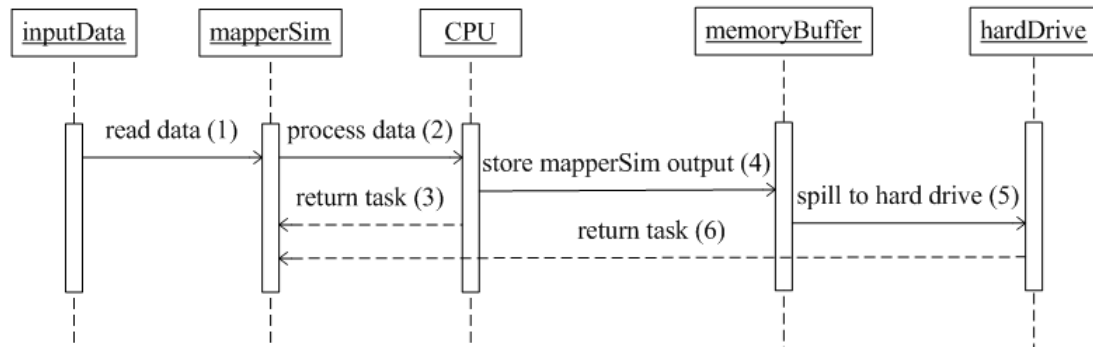 inputData
mapperSim
CPU
memoryBuffer
hardDrive
read data (1)
process data (2)
store mapperSim output (4)
return task (3)
spill to hard drive (5)
return task (6)